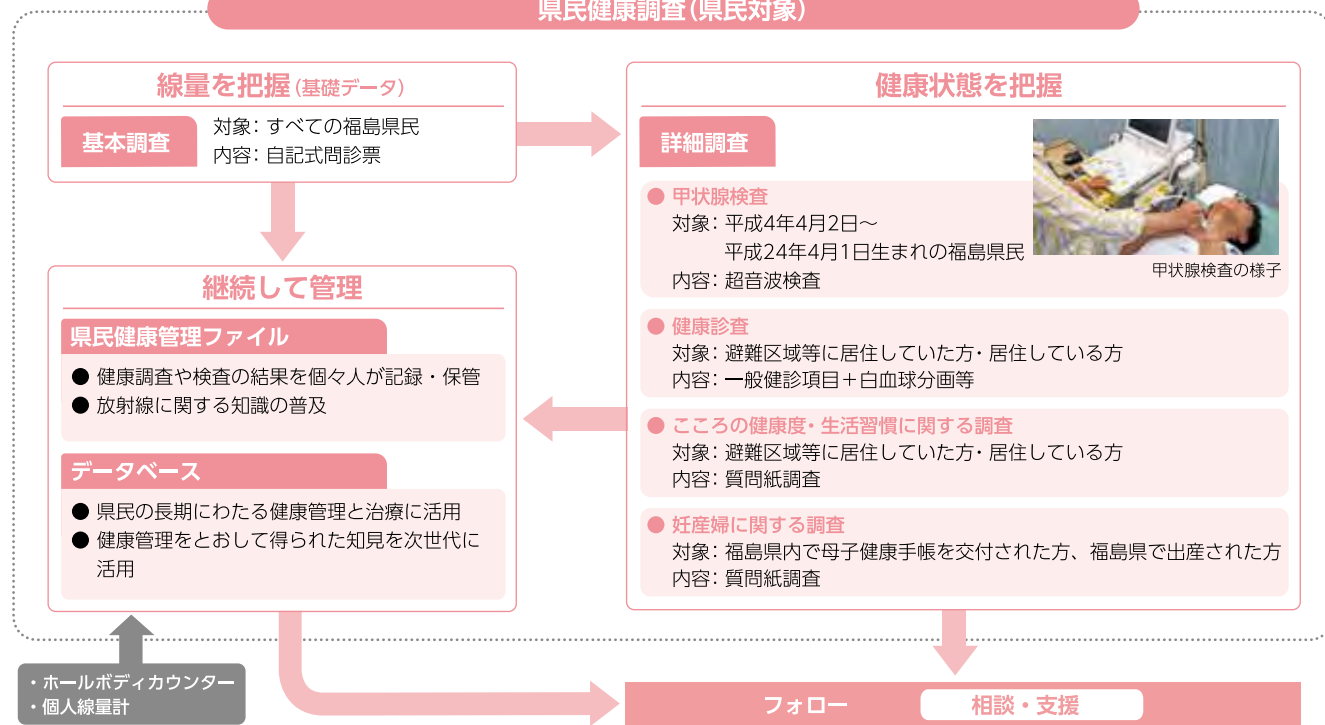 県民健康調査(県民対象)
線量を把握(基礎データ)
基本調査
対象：すべての福島県民
内容：自記式問診票
健康状態を把握
詳細調査
甲状腺検査の様子
● 甲状腺検査
対象：平成4年4月2日～
平成24年4月1日生まれの福島県民
内容：超音波検査
● 健康診査
対象：避難区域等に居住していた方・居住している方
内容：一般健診項目＋白血球分画等
● こころの健康度・生活習慣に関する調査
対象：避難区域等に居住していた方・居住している方
内容：質問紙調査
● 妊産婦に関する調査
対象：福島県内で母子健康手帳を交付された方、福島県で出産された方
内容：質問紙調査
継続して管理
県民健康管理ファイル
● 健康調査や検査の結果を個々人が記録・保管
● 放射線に関する知識の普及
データベース
● 県民の長期にわたる健康管理と治療に活用
● 健康管理をとおして得られた知見を次世代に
活用
・ホールボディカウンター
・個人線量計
フォロー
相談・支援